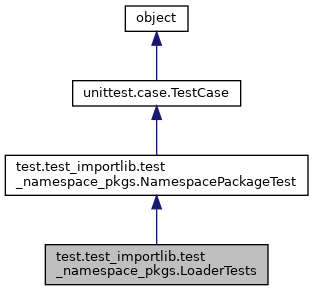 object
unittest.case.TestCase
test.test_importlib.test
_namespace_pkgs.NamespacePackageTest
test.test_importlib.test
_namespace_pkgs.LoaderTests